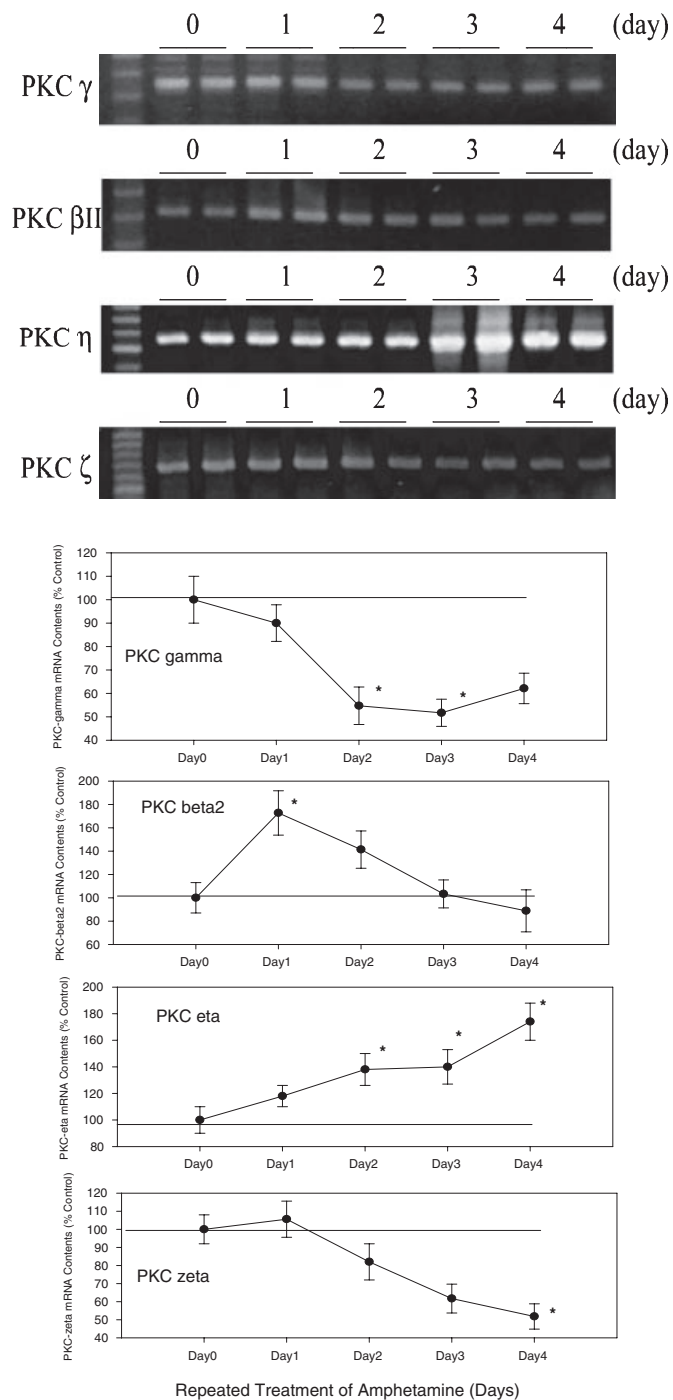 0 1 2 3 4 (day)
PKC γ
0 1 2 3 4 (day)
PKC βII
0 1 2 3 4 (day)
PKC η
0 1 2 3 4 (day)
PKC ζ
PKC-gamma mRNA Contents (% Control)
120
110
100
90
80
70
60
50
40
PKC gamma
*
*
Day0 Day1 Day2 Day3 Day4
PKC-beta2 mRNA Contents (% Control)
200
180
160
140
120
100
80
60
PKC beta2
*
Day0 Day1 Day2 Day3 Day4
PKC-eta mRNA Contents (% Control)
200
180
160
140
120
100
80
PKC eta
*
*
*
Day0 Day1 Day2 Day3 Day4
PKC-zeta mRNA Contents (% Control)
120
110
100
90
80
70
60
50
40
PKC zeta
*
Day0 Day1 Day2 Day3 Day4
Repeated Treatment of Amphetamine (Days)